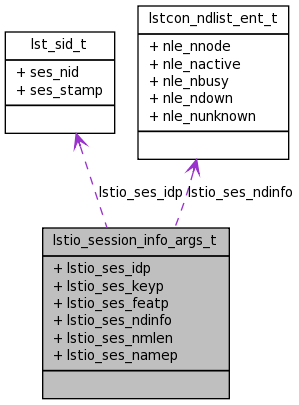 lst_sid_t
+ ses_nid
+ ses_stamp
lstcon_ndlist_ent_t
+ nle_nnode
+ nle_nactive
+ nle_nbusy
+ nle_ndown
+ nle_nunknown
lstio_ses_idp
lstio_ses_ndinfo
lstio_session_info_args_t
+ lstio_ses_idp
+ lstio_ses_keyp
+ lstio_ses_featp
+ lstio_ses_ndinfo
+ lstio_ses_nmlen
+ lstio_ses_namep